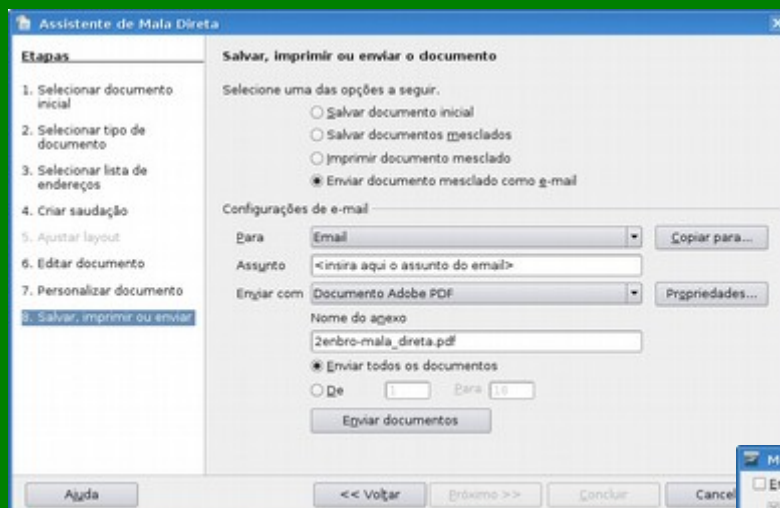 Assistente de Mala Direta
Etapas
1. Selecionar documento
inicial
2. Selecionar tipo de
documento
3. Selecionar lista de
endereços
4. Criar saudação
5. Ajustar layout
6. Editar documento
7. Personalizar documento
8. Salvar, imprimir ou enviar
Salvar, imprimir ou enviar o documento
Selecione uma das opções a seguir.
Salvar documento inicial
Salvar documentos mesclados
Imprimir documento mesclado
Enviar documento mesclado como e-mail
Configurações de e-mail
Para Email Copiar para...
Assunto <insira aqui o assunto do email>
Enviar com Documento Adobe PDF Propriedades...
Nome do anexo
2enbro-mala_direta.pdf
Enviar todos os documentos
De 1 Para 16
Enviar documentos
Ajuda << Voltar Próximo >> Concluir Cancel